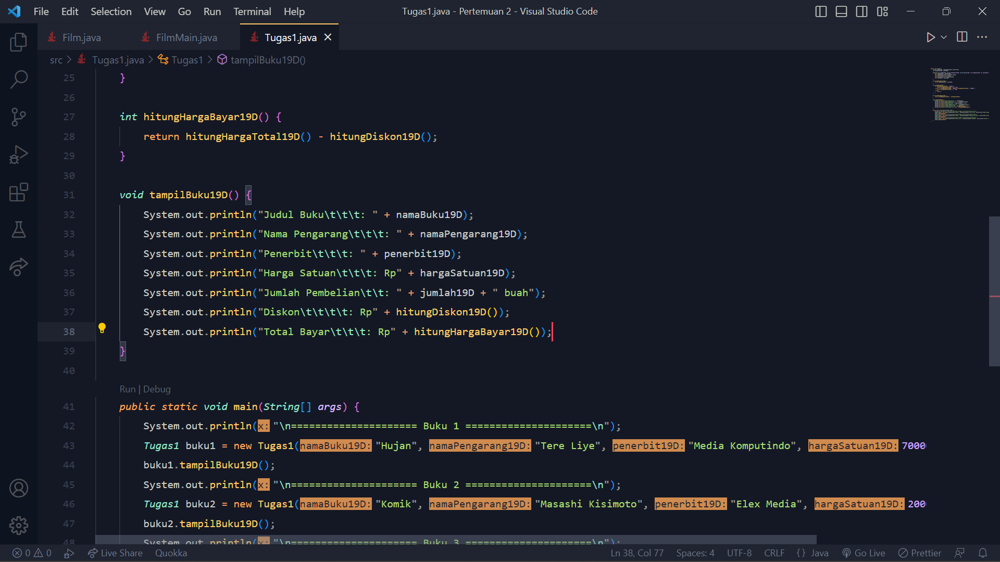 File Edit Selection View Go Run Terminal Help Tugas1.java - Pertemuan 2 - Visual Studio Code
Film.java FilmMain.java Tugas1.java
src > Tugas1.java > Tugas1 > tampilBuku19D()
25 }
26
27 int hitungHargaBayar19D() {
28 return hitungHargaTotal19D() - hitungDiskon19D();
29 }
30
31 void tampilBuku19D() {
32 System.out.println("Judul Buku\t\t\t: " + namaBuku19D);
33 System.out.println("Nama Pengarang\t\t\t: " + namaPengarang19D);
34 System.out.println("Penerbit\t\t\t: " + penerbit19D);
35 System.out.println("Harga Satuan\t\t\t: Rp" + hargaSatuan19D);
36 System.out.println("Jumlah Pembelian\t\t: " + jumlah19D + " buah");
37 System.out.println("Diskon\t\t\t\t: Rp" + hitungDiskon19D());
38 System.out.println("Total Bayar\t\t\t: Rp" + hitungHargaBayar19D());
39 }
40
Run | Debug
41 public static void main(String[] args) {
42 System.out.println(x: "\n===================== Buku 1 =====================\n");
43 Tugas1 buku1 = new Tugas1(namaBuku19D: "Hujan", namaPengarang19D: "Tere Liye", penerbit19D: "Media Komputindo", hargaSatuan19D: 7000
44 buku1.tampilBuku19D();
45 System.out.println(x: "\n===================== Buku 2 =====================\n");
46 Tugas1 buku2 = new Tugas1(namaBuku19D: "Komik", namaPengarang19D: "Masashi Kisimoto", penerbit19D: "Elex Media", hargaSatuan19D: 200
47 buku2.tampilBuku19D();
48 System.out.println(x: "\n===================== Buku 3 =====================\n");
0 0 Live Share Quokka Ln 38, Col 77 Spaces: 4 UTF-8 CRLF {} Java Go Live Prettier